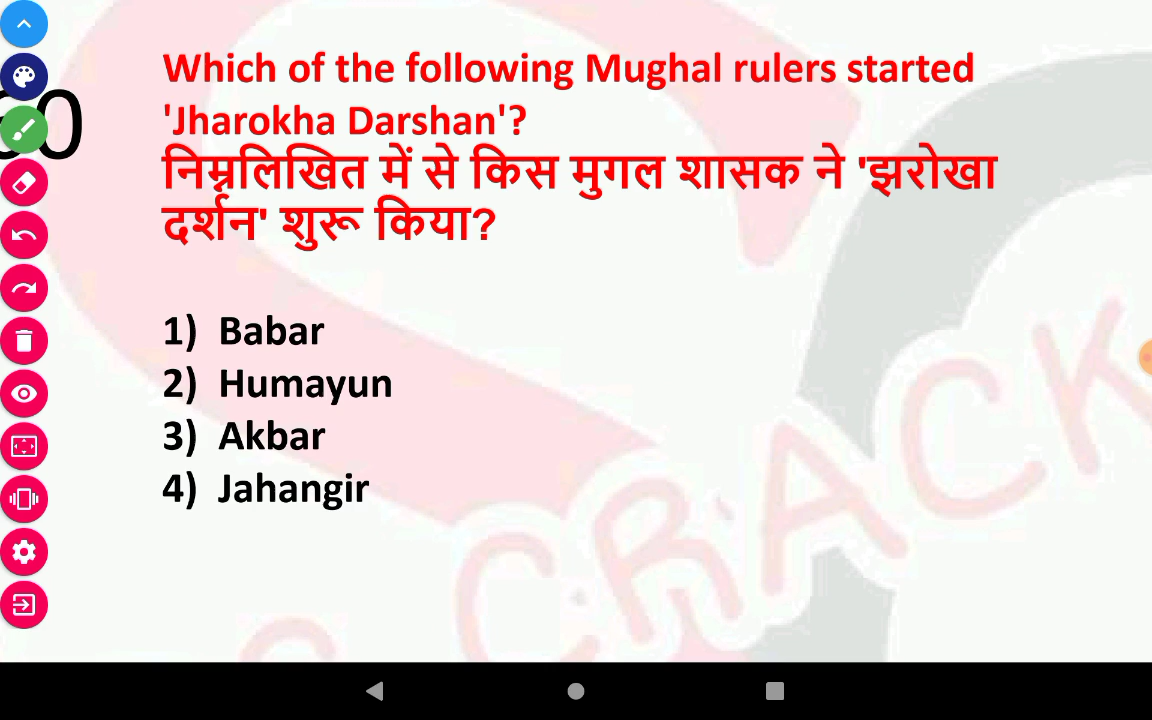 Which of the following Mughal rulers started
'Jharokha Darshan'?
निम्नलिखित में से किस मुगल शासक ने 'झरोखा
दर्शन' शुरू किया?
1) Babar
2) Humayun
3) Akbar
4) Jahangir
CRACK